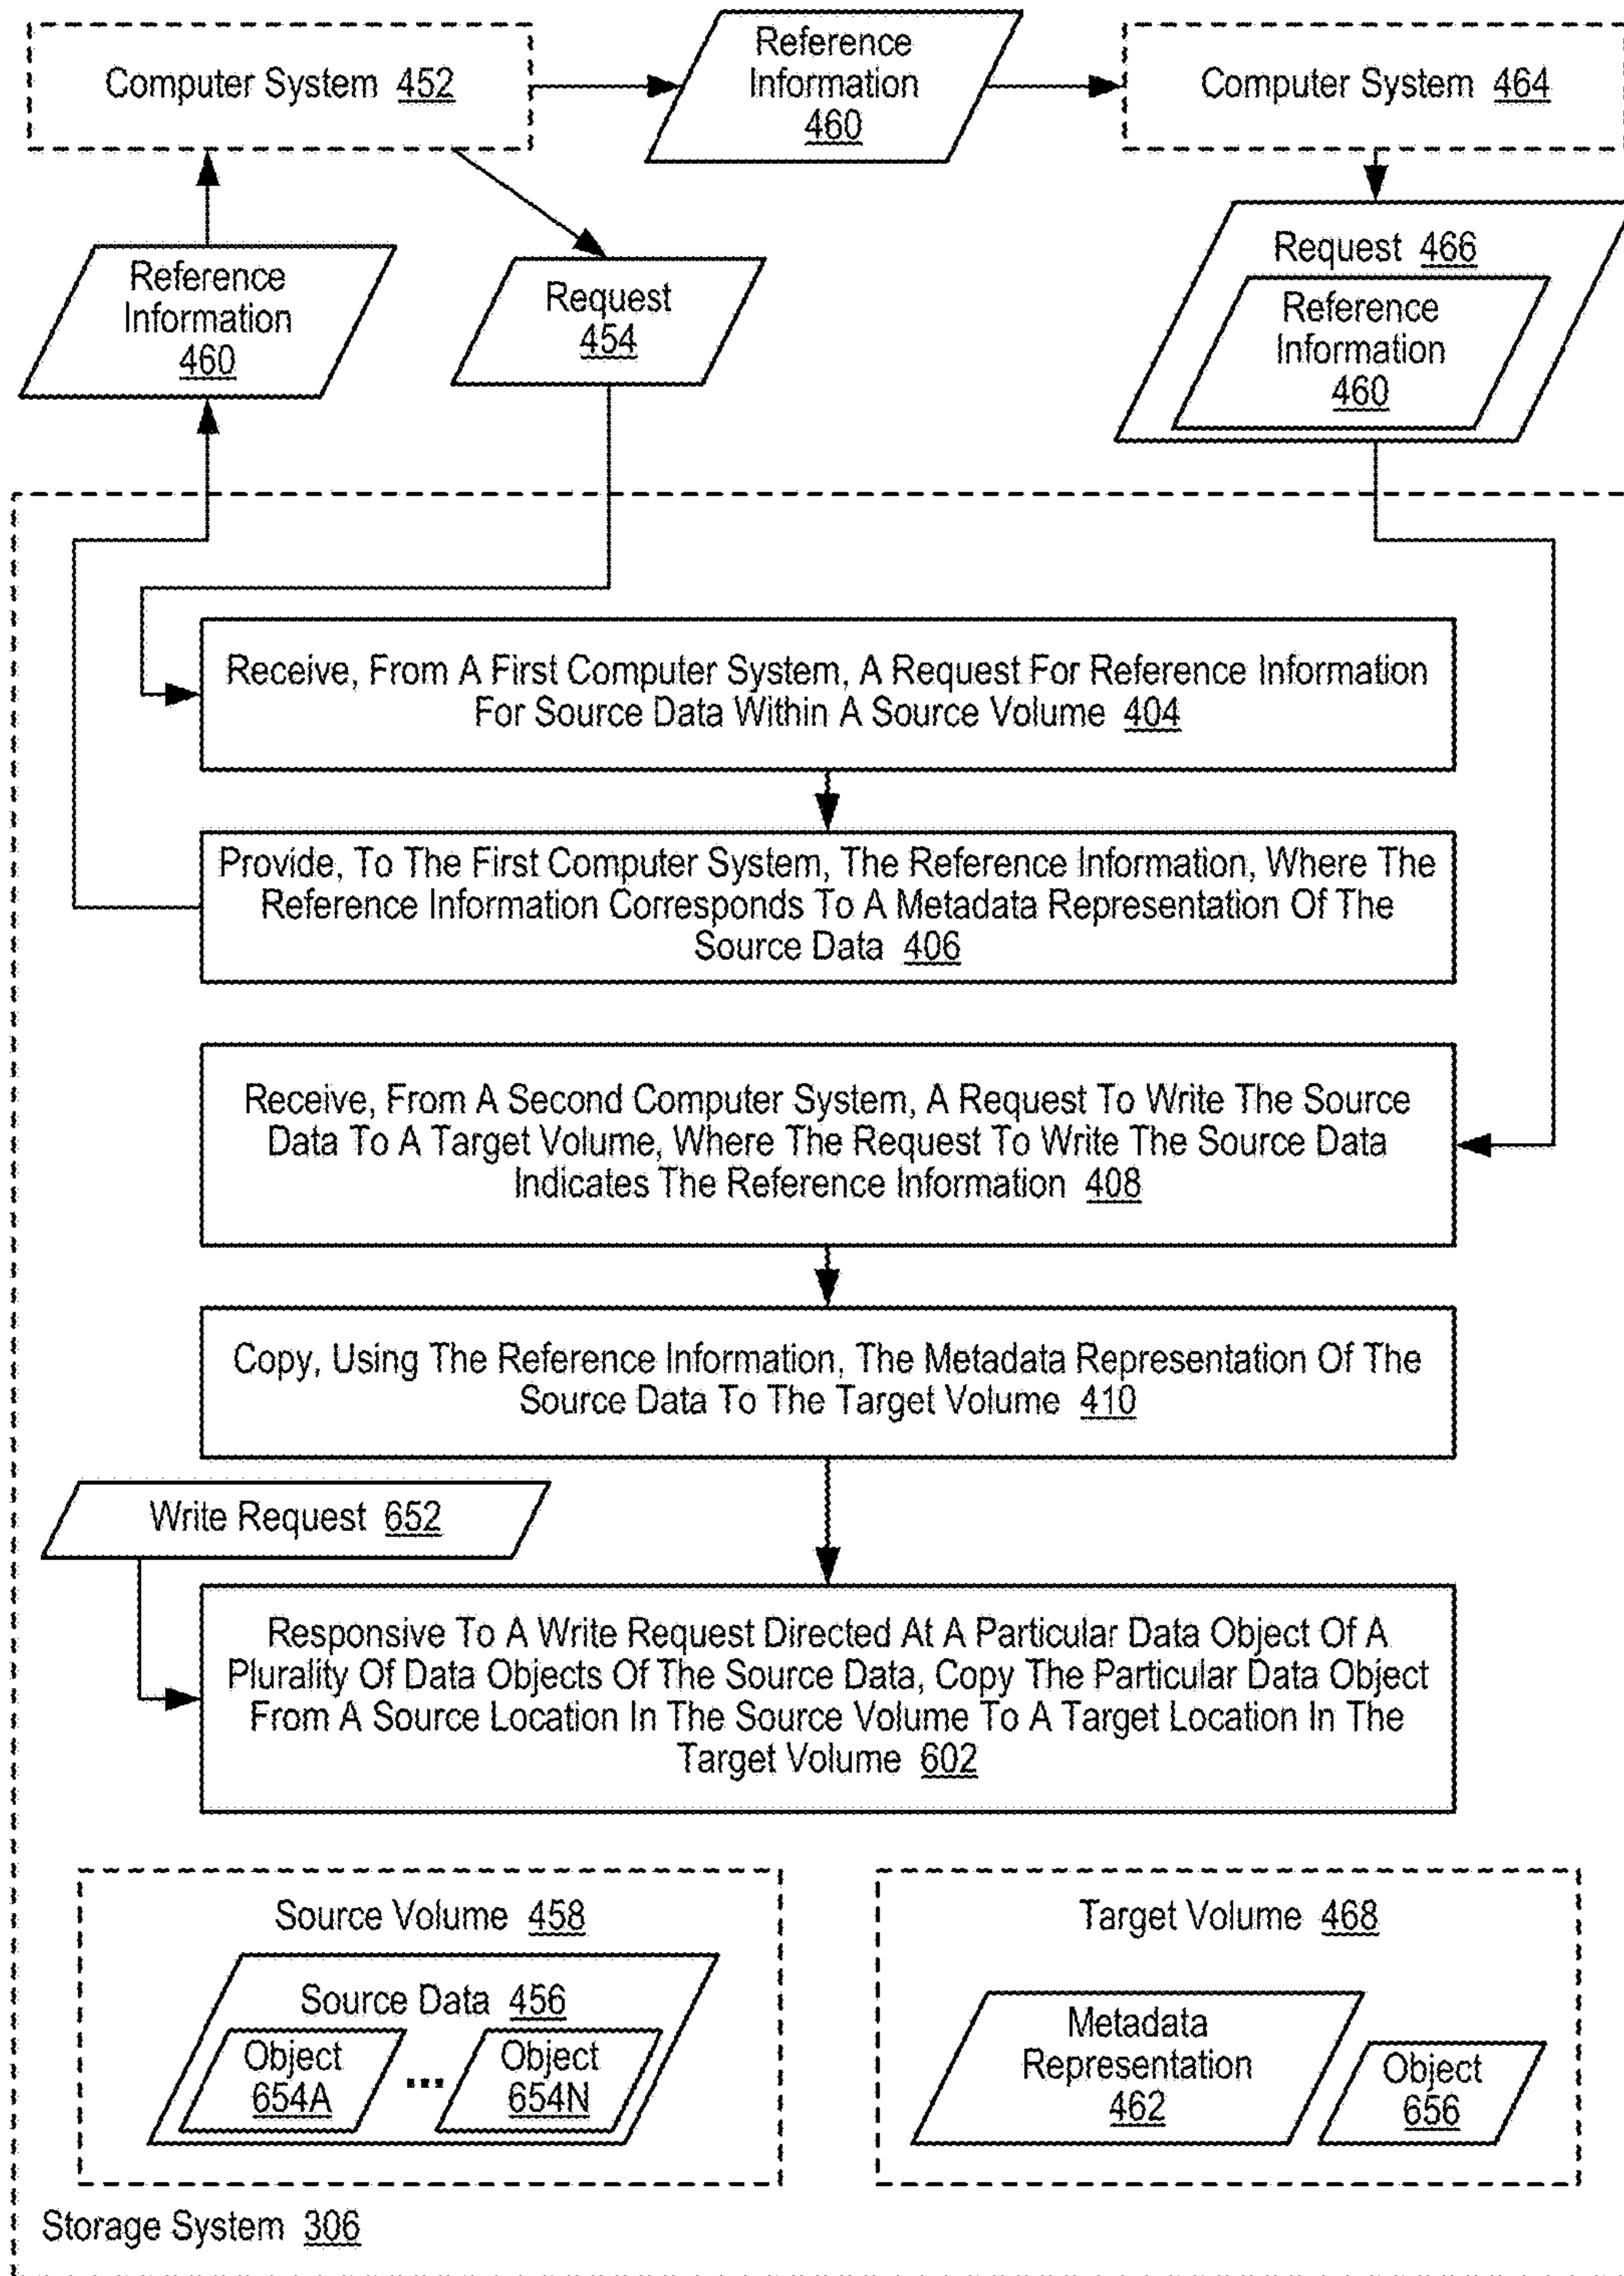 Computer System 452
Reference
Information
460
Computer System 464
Reference
Information
460
Request
454
Request 466
Reference
Information
460
Receive, From A First Computer System, A Request For Reference Information
For Source Data Within A Source Volume 404
Provide, To The First Computer System, The Reference Information, Where The
Reference Information Corresponds To A Metadata Representation Of The
Source Data 406
Receive, From A Second Computer System, A Request To Write The Source
Data To A Target Volume, Where The Request To Write The Source Data
Indicates The Reference Information 408
Copy, Using The Reference Information, The Metadata Representation Of The
Source Data To The Target Volume 410
Write Request 652
Responsive To A Write Request Directed At A Particular Data Object Of A
Plurality Of Data Objects Of The Source Data, Copy The Particular Data Object
From A Source Location In The Source Volume To A Target Location In The
Target Volume 602
Source Volume 458
Source Data 456
Object
654A
...
Object
654N
Target Volume 468
Metadata
Representation
462
Object
656
Storage System 306